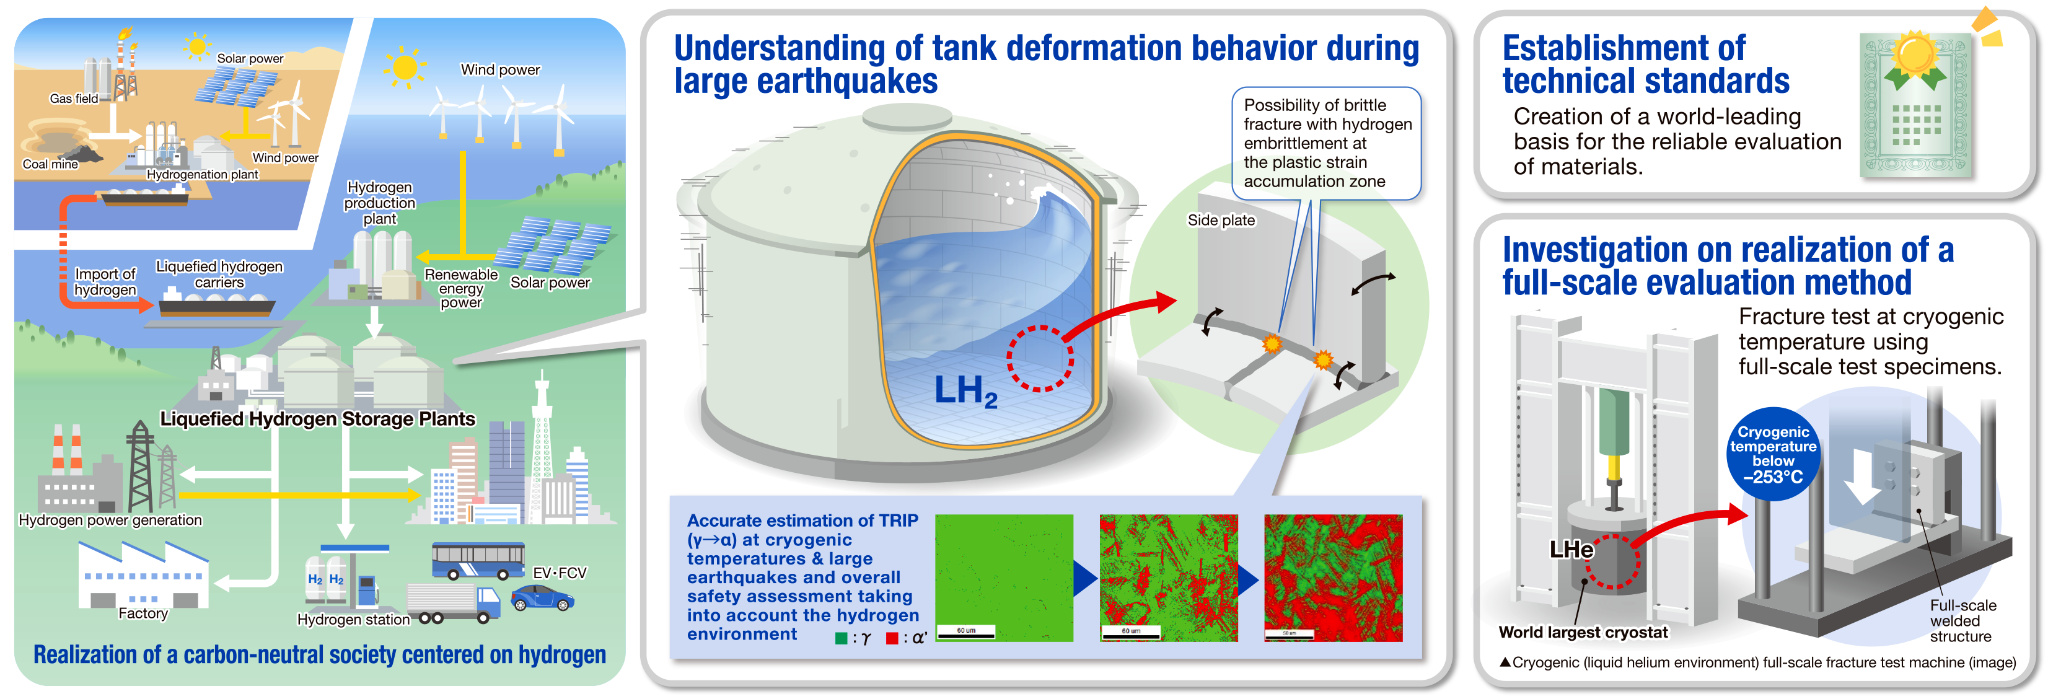 Solar power
Gas field
Coal mine
Wind power
Hydrogenation plant
Wind power
Hydrogen
production
plant
Import of
hydrogen
Liquefied hydrogen
carriers
Renewable
energy
power
Solar power
Liquefied Hydrogen Storage Plants
Hydrogen power generation
Factory
H2 H2
Hydrogen station
EV·FCV
Realization of a carbon-neutral society centered on hydrogen
Understanding of tank deformation behavior during
large earthquakes
Possibility of brittle
fracture with hydrogen
embrittlement at
the plastic strain
accumulation zone
Side plate
LH2
Accurate estimation of TRIP
(γ→α) at cryogenic
temperatures & large
earthquakes and overall
safety assessment taking
into account the hydrogen
environment
: γ : α'
60 um
60 um
50 um
Establishment of
technical standards
Creation of a world-leading
basis for the reliable evaluation
of materials.
Investigation on realization of a
full-scale evaluation method
Fracture test at cryogenic
temperature using
full-scale test specimens.
Cryogenic
temperature
below
−253°C
LHe
World largest cryostat
Full-scale
welded
structure
▲Cryogenic (liquid helium environment) full-scale fracture test machine (image)